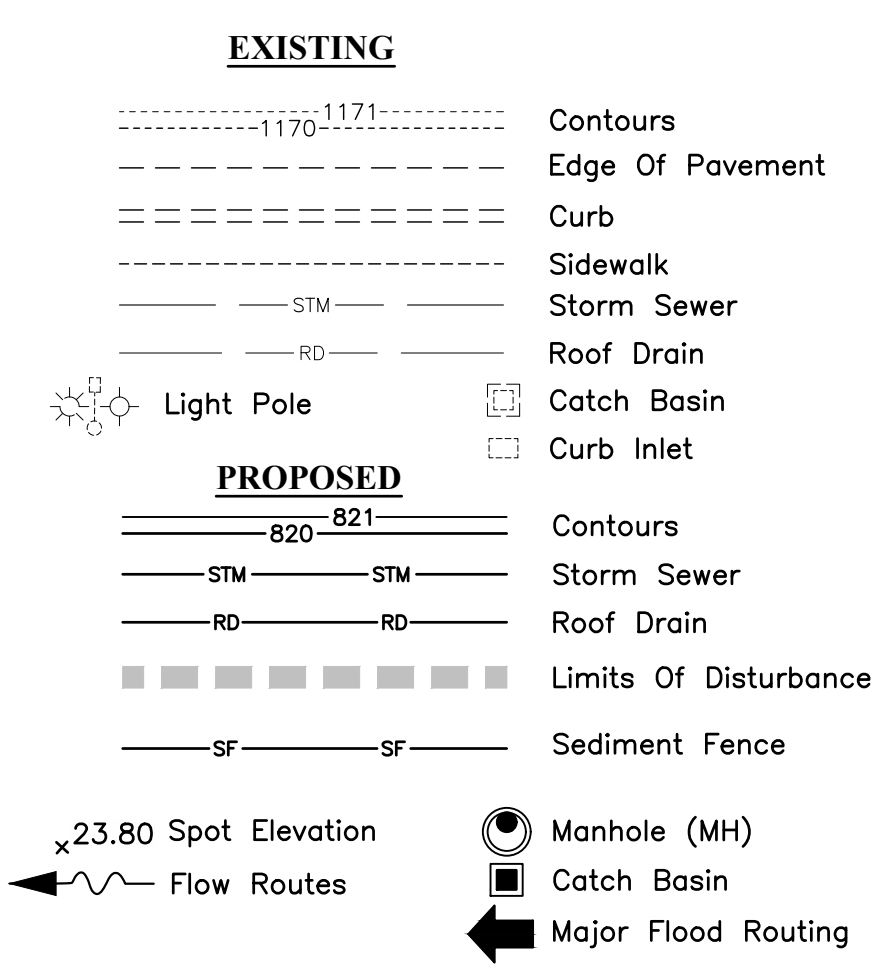 EXISTING
1171
1170
Contours
Edge Of Pavement
Curb
Sidewalk
STM Storm Sewer
RD Roof Drain
Light Pole
Catch Basin
Curb Inlet
PROPOSED
821
820
Contours
STM STM Storm Sewer
RD RD Roof Drain
Limits Of Disturbance
SF SF Sediment Fence
x23.80 Spot Elevation
Manhole (MH)
Flow Routes
Catch Basin
Major Flood Routing